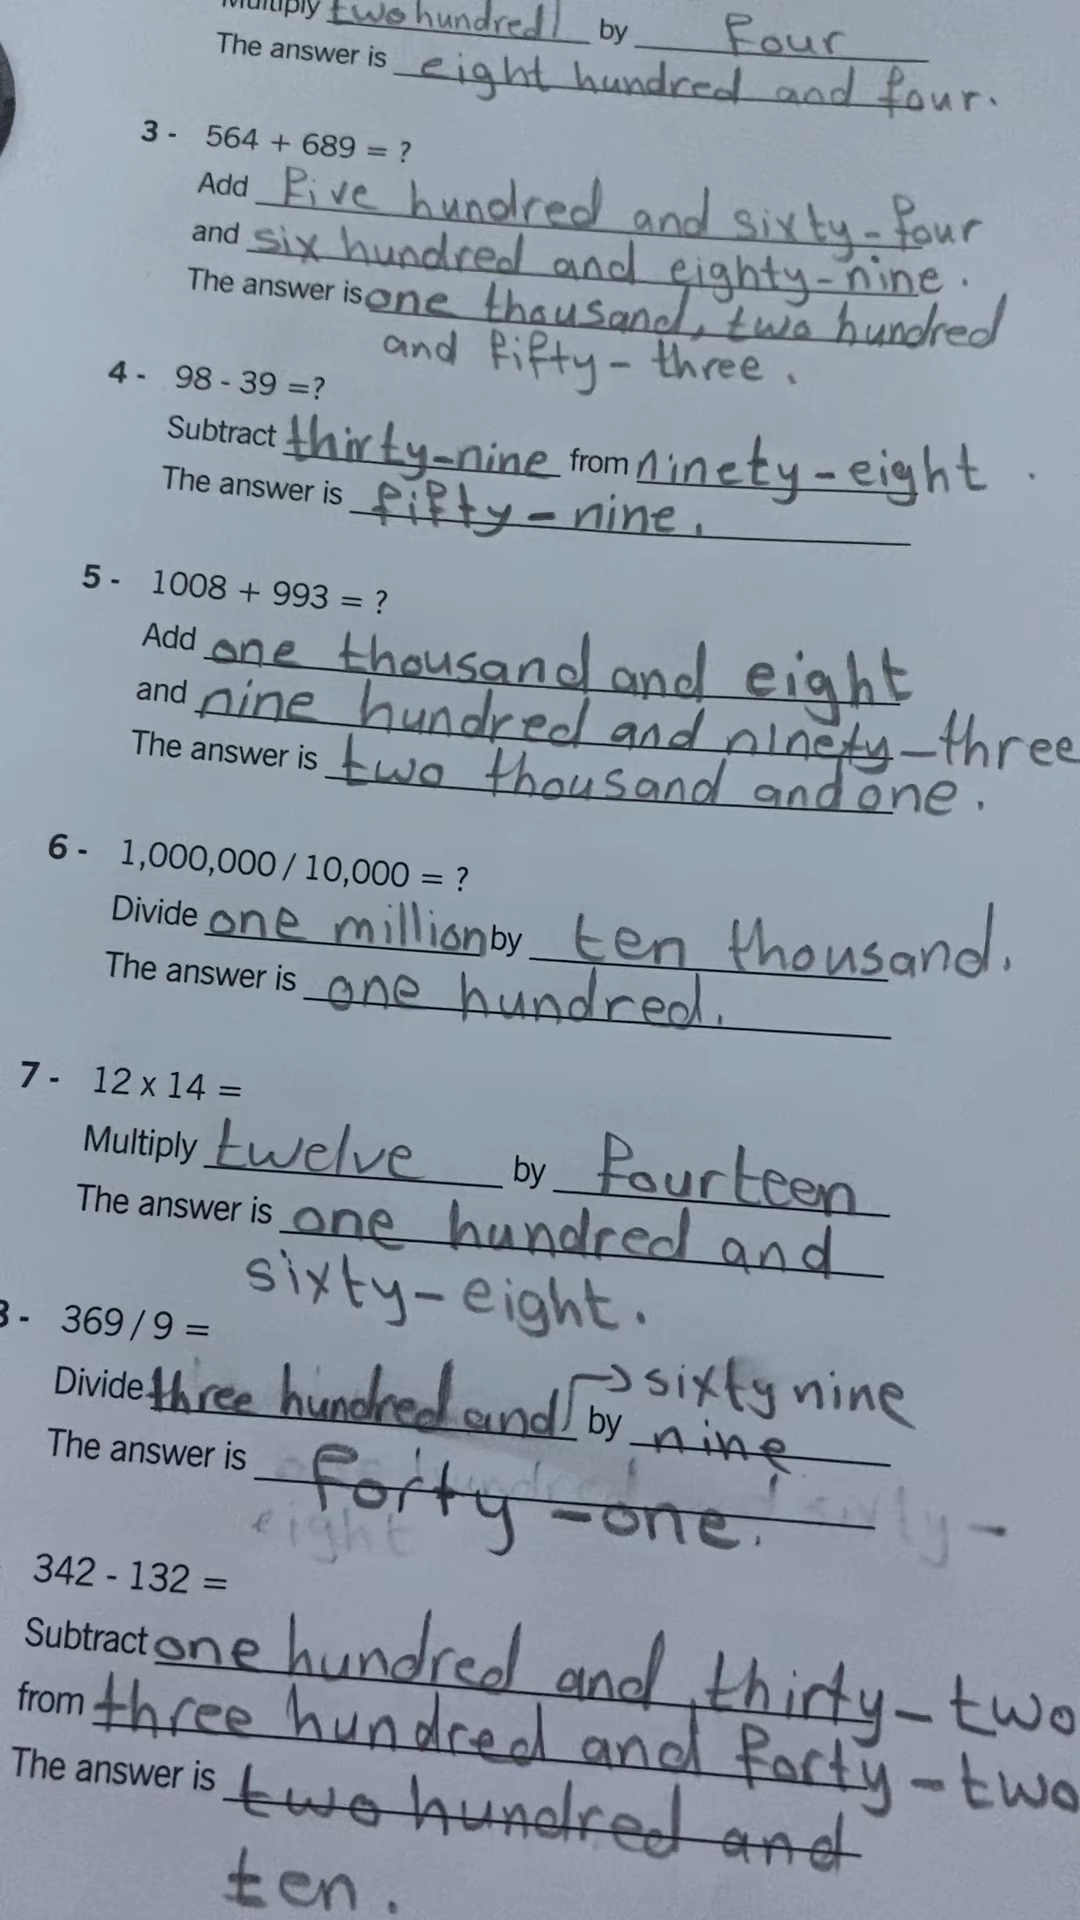 Multiply two hundred by four
The answer is eight hundred and four.
3 - 564 + 689 = ?
Add five hundred and sixty-four
and six hundred and eighty-nine.
The answer is one thousand, two hundred
and fifty-three.
4 - 98 - 39 =?
Subtract thirty-nine from ninety-eight.
The answer is fifty-nine.
5 - 1008 + 993 = ?
Add one thousand and eight
and nine hundred and ninety-three
The answer is two thousand and one.
6 - 1,000,000 / 10,000 = ?
Divide one million by ten thousand.
The answer is one hundred.
7 - 12 x 14 =
Multiply twelve by fourteen
The answer is one hundred and
sixty-eight.
8 - 369 / 9 =
→ sixty nine
Divide three hundred and by nine
The answer is forty-one.
eight
342 - 132 =
Subtract one hundred and thirty-two
from three hundred and forty-two
The answer is two hundred and
ten.